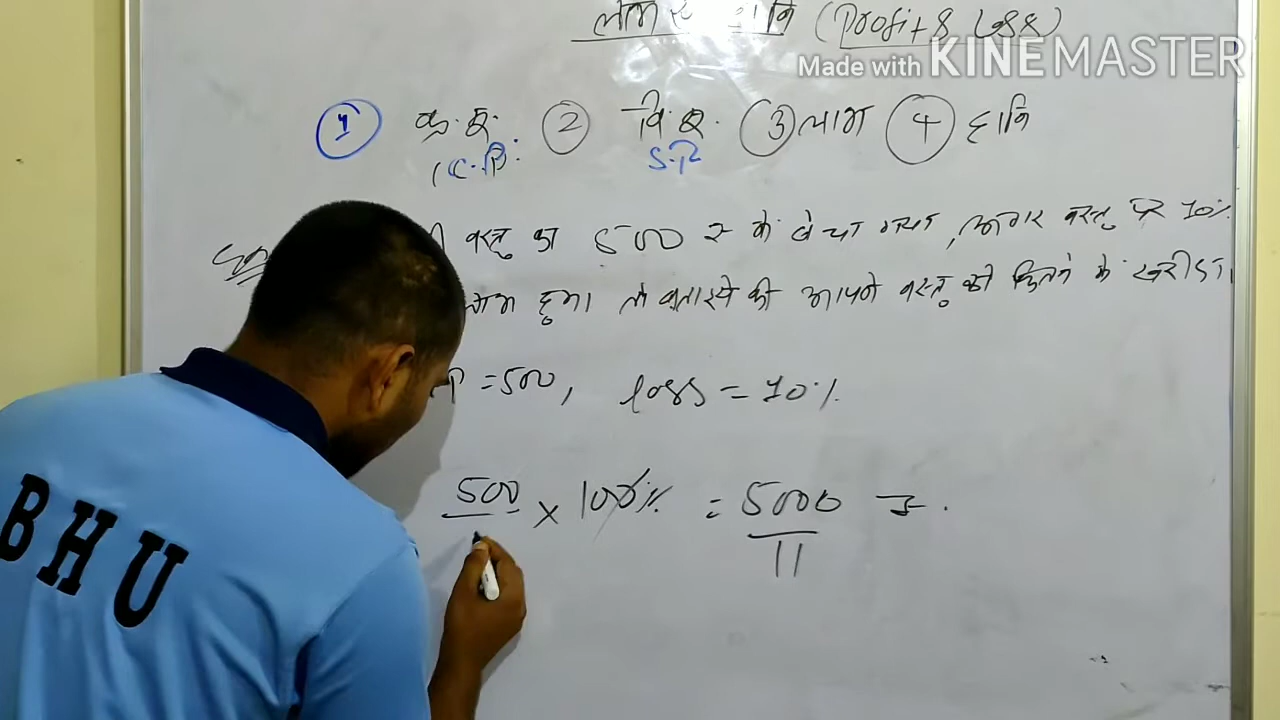 लाभ & हानि (Profit & Loss)
Made with KINEMASTER
① क्र. मू. ② वि. मू. ③ लाभ ④ हानि
(C.P. S.P.
वस्तु का 500 रु में बेचा गया, अगर वस्तु पर 10%
हुआ। तो बताइये की आपने वस्तु को कितने में खरीदा।
P = 500, loss = 10%
500 × 100% = 5000 रु.
11
BHU